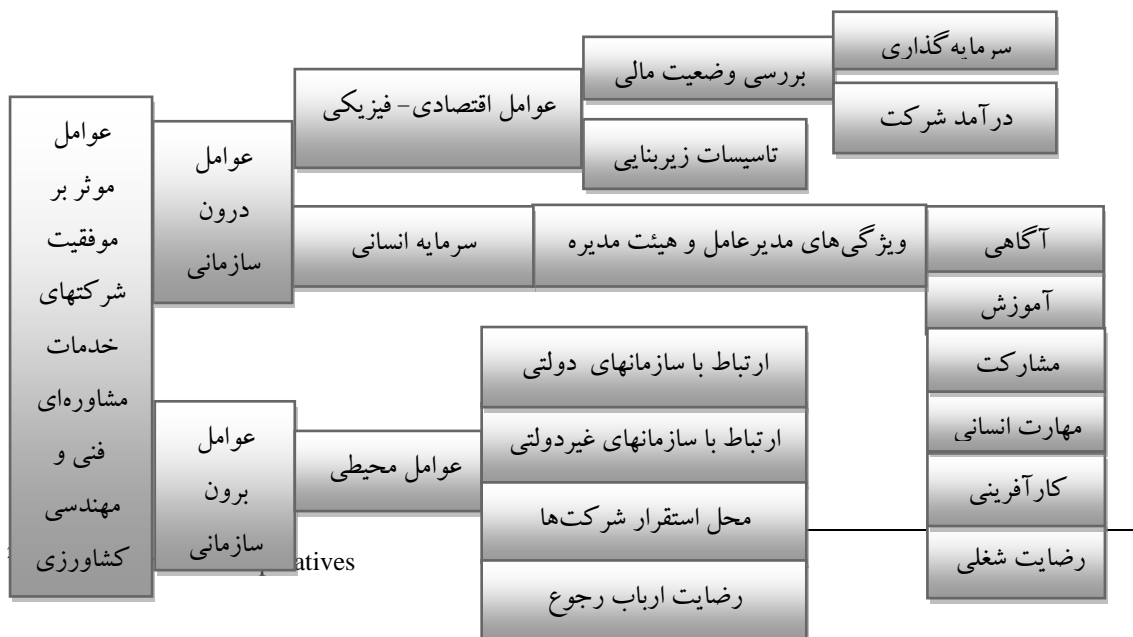 عوامل
موثر بر
موفقیت
شرکتهای
خدمات
مشاوره‌ای
فنی و
مهندسی
کشاورزی
عوامل
درون
سازمانی
عوامل اقتصادی– فیزیکی
بررسی وضعیت مالی
سرمایه‌گذاری
درآمد شرکت
تاسیسات زیربنایی
سرمایه انسانی
ویژگی‌های مدیرعامل و هیئت مدیره
آگاهی
آموزش
مشارکت
مهارت انسانی
کارآفرینی
رضایت شغلی
عوامل
برون
سازمانی
عوامل محیطی
ارتباط با سازمانهای دولتی
ارتباط با سازمانهای غیردولتی
محل استقرار شرکت‌ها
رضایت ارباب رجوع
atives